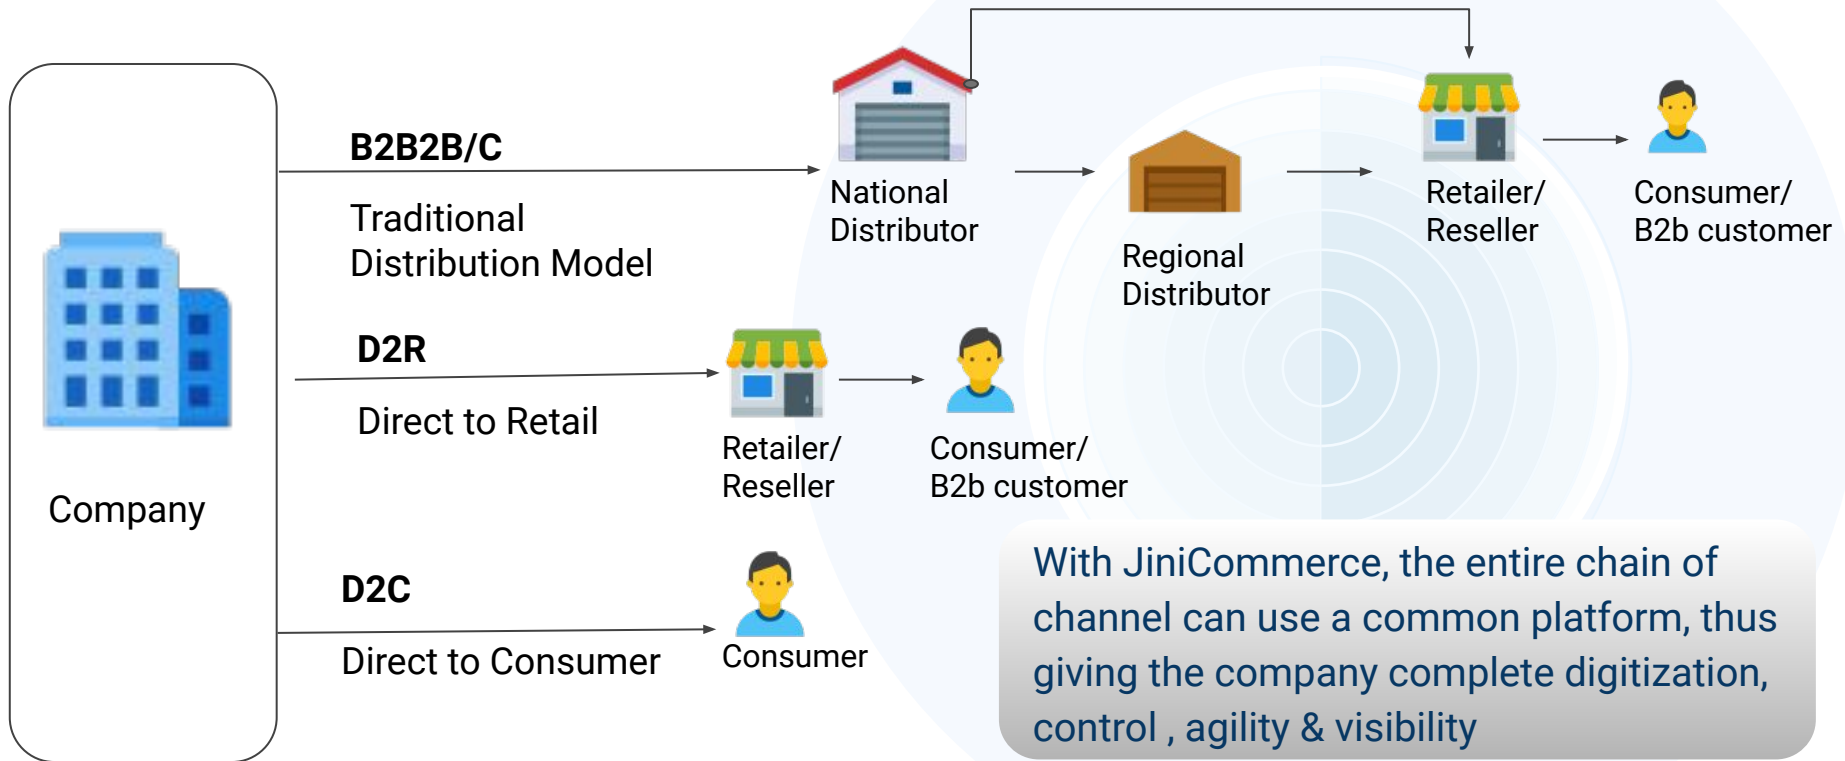 B2B2B/C
Traditional
Distribution Model
National
Distributor
Regional
Distributor
Retailer/
Reseller
Consumer/
B2b customer
D2R
Direct to Retail
Retailer/
Reseller
Consumer/
B2b customer
Company
D2C
Direct to Consumer
Consumer
With JiniCommerce, the entire chain of
channel can use a common platform, thus
giving the company complete digitization,
control , agility & visibility